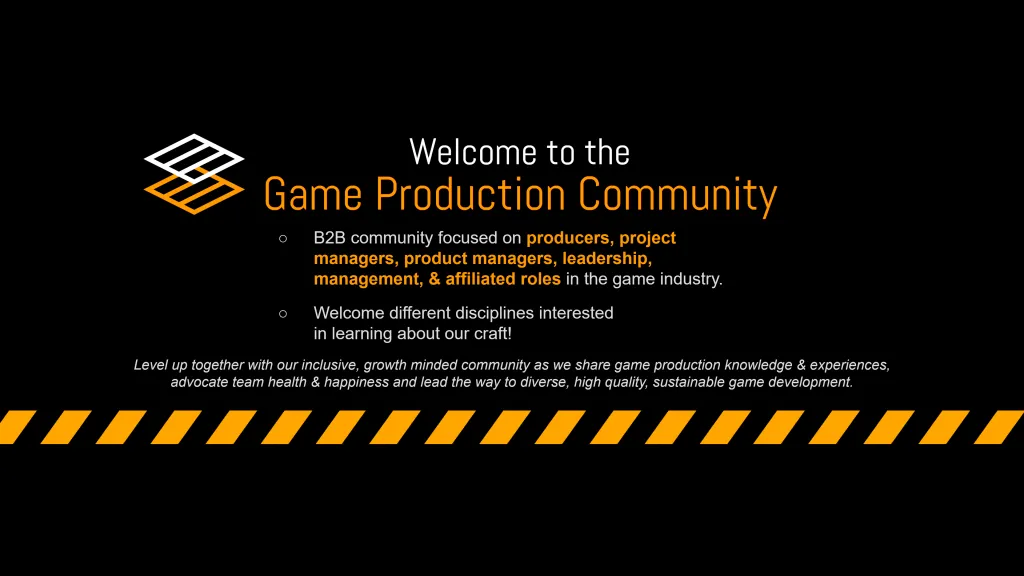 Welcome to the
Game Production Community
○ B2B community focused on producers, project
managers, product managers, leadership,
management, & affiliated roles in the game industry.
○ Welcome different disciplines interested
in learning about our craft!
Level up together with our inclusive, growth minded community as we share game production knowledge & experiences,
advocate team health & happiness and lead the way to diverse, high quality, sustainable game development.